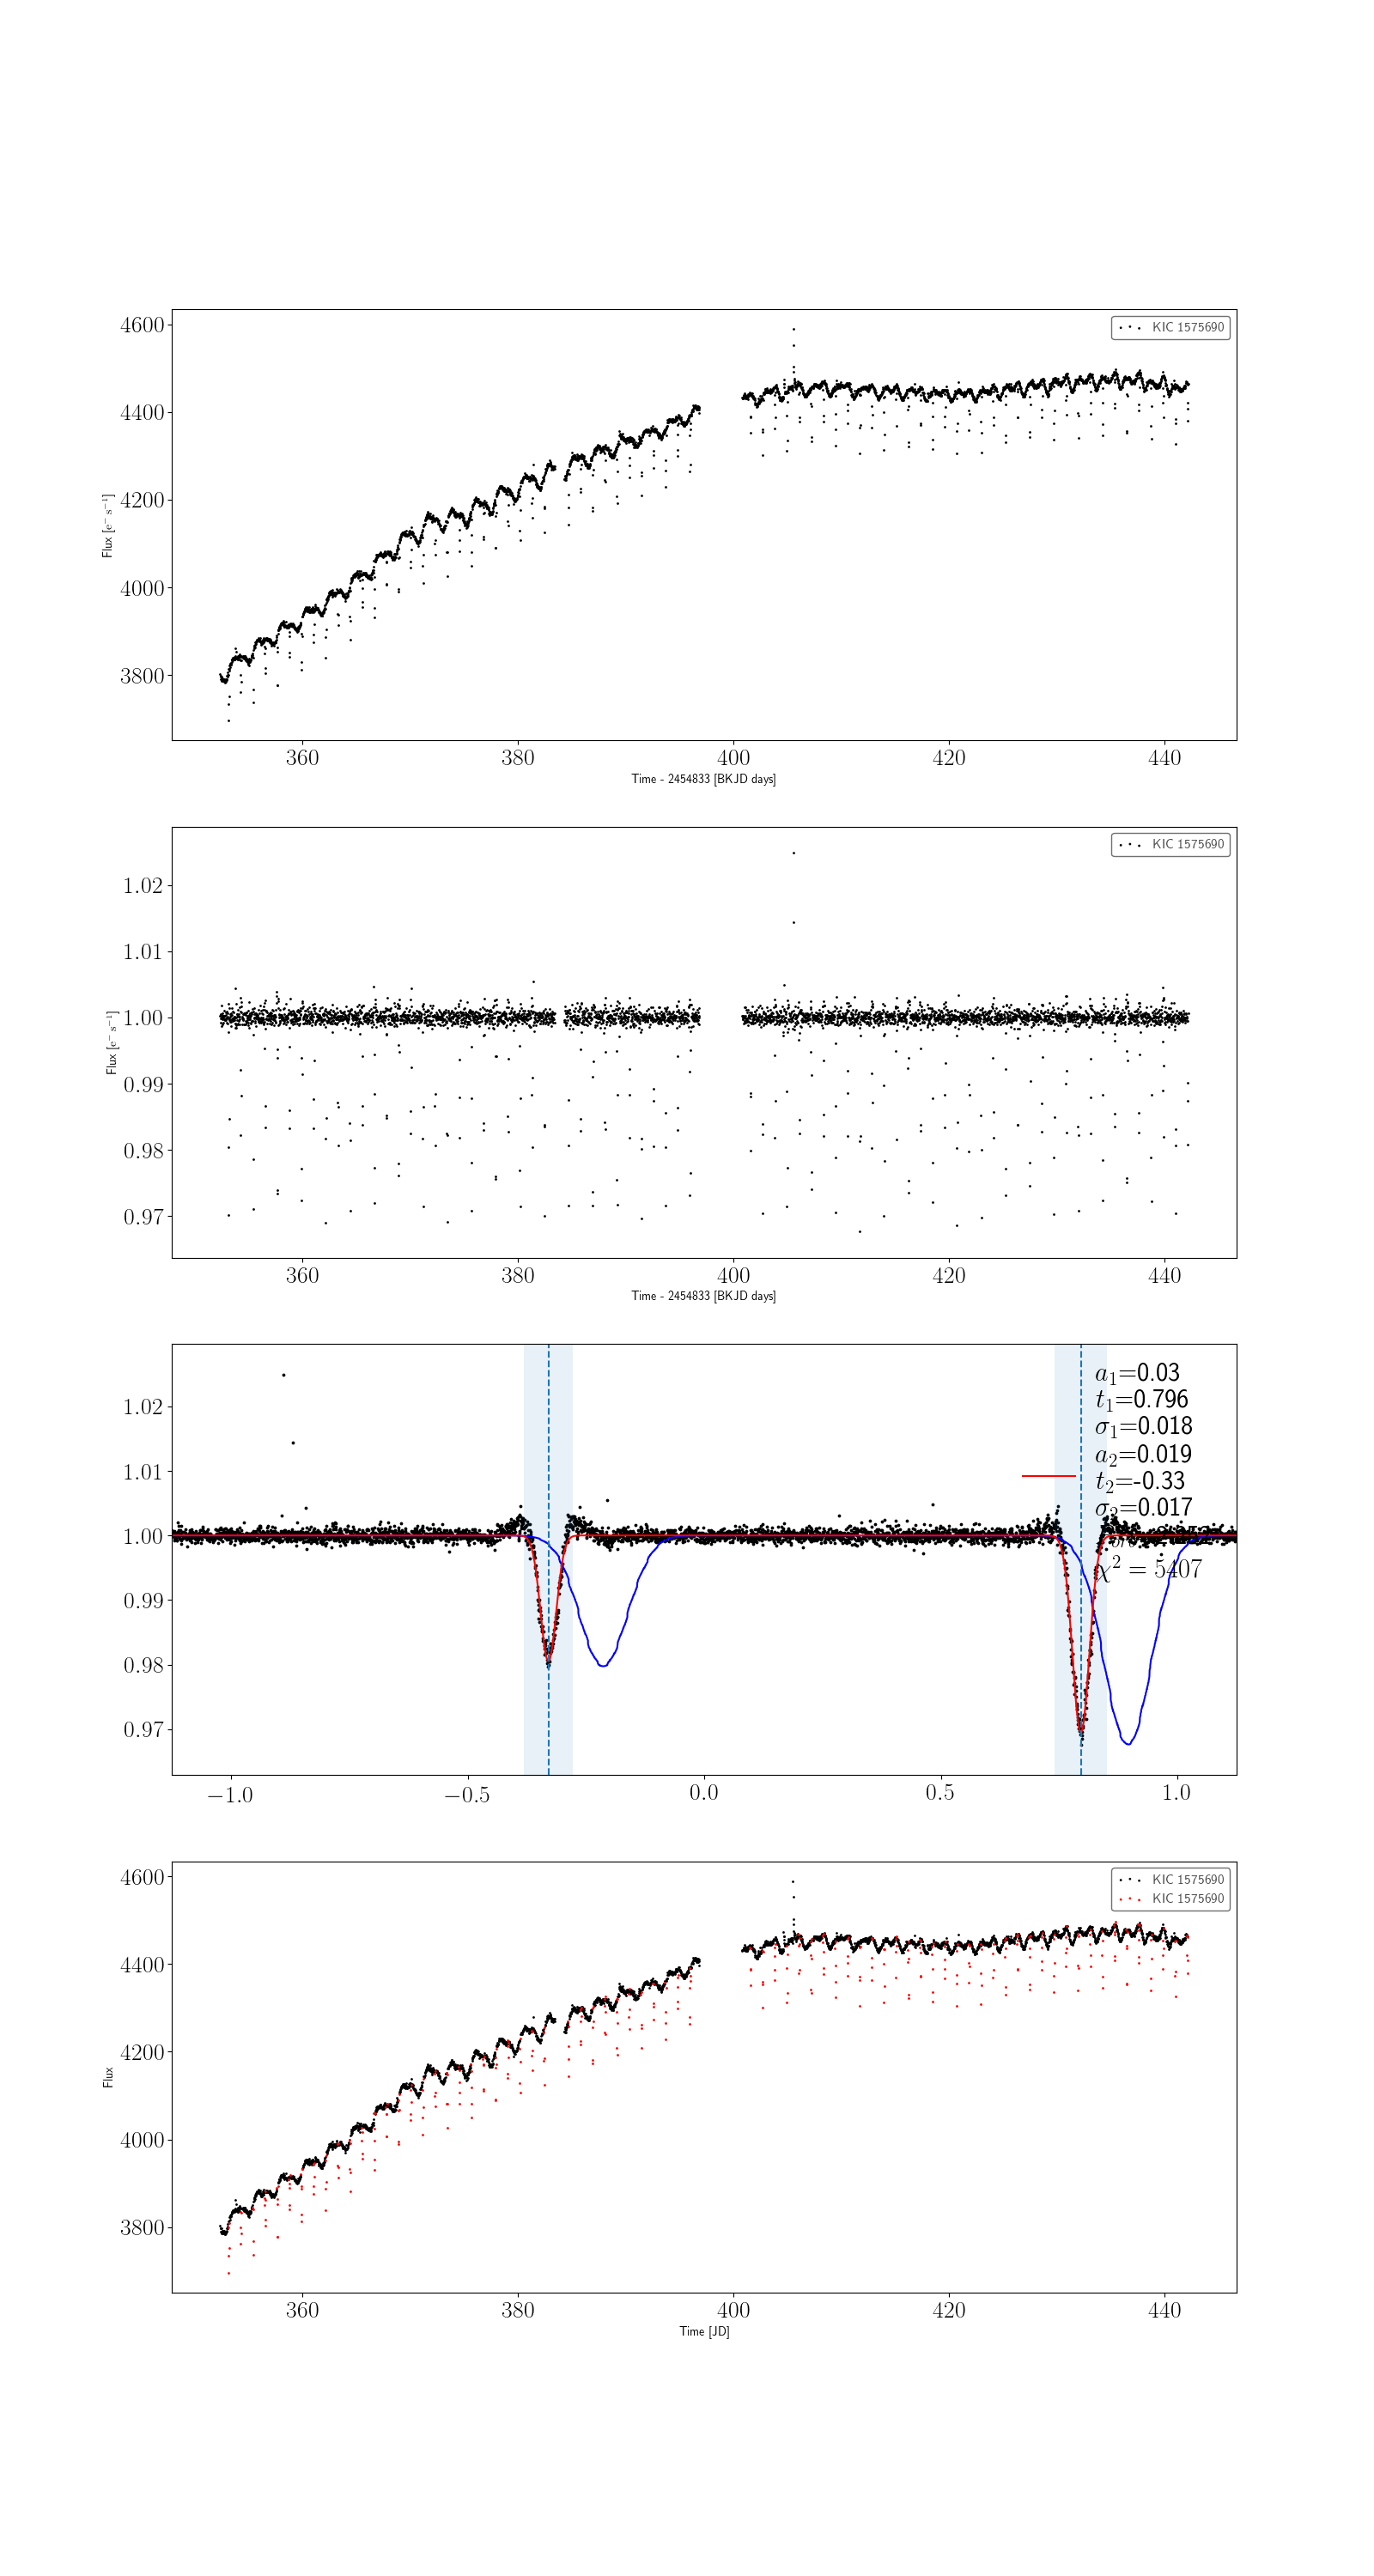 4600
4400
4200
4000
3800
Flux [e⁻ s⁻¹]
KIC 1575690
360 380 400 420 440
Time - 2454833 [BKJD days]
1.02
1.01
1.00
0.99
0.98
0.97
Flux [e⁻ s⁻¹]
KIC 1575690
360 380 400 420 440
Time - 2454833 [BKJD days]
1.02
1.01
1.00
0.99
0.98
0.97
a₁=0.03
t₁=0.796
σ₁=0.018
a₂=0.019
t₂=-0.33
σ₂=0.017
χ² = 5407
−1.0 −0.5 0.0 0.5 1.0
4600
4400
4200
4000
3800
Flux
KIC 1575690
KIC 1575690
360 380 400 420 440
Time [JD]